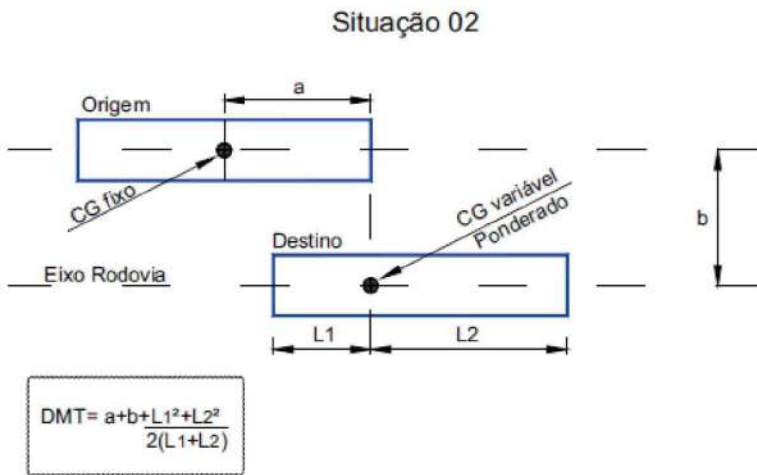 Situação 02
a
Origem
CG fixo
CG variável
Ponderado
b
Destino
Eixo Rodovia
L1
L2
DMT= a+b+L1²+L2²
2(L1+L2)